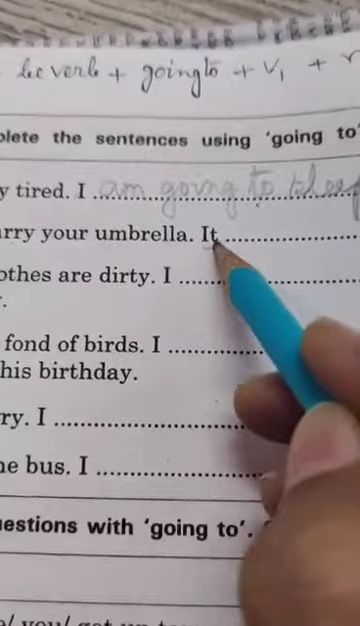 be verb + going to + V1 +
plete the sentences using 'going to'
y tired. I am going to sleep
rry your umbrella. It ..................
othes are dirty. I ..................
fond of birds. I ..................
his birthday.
ry. I ..................
e bus. I ..................
estions with 'going to'.